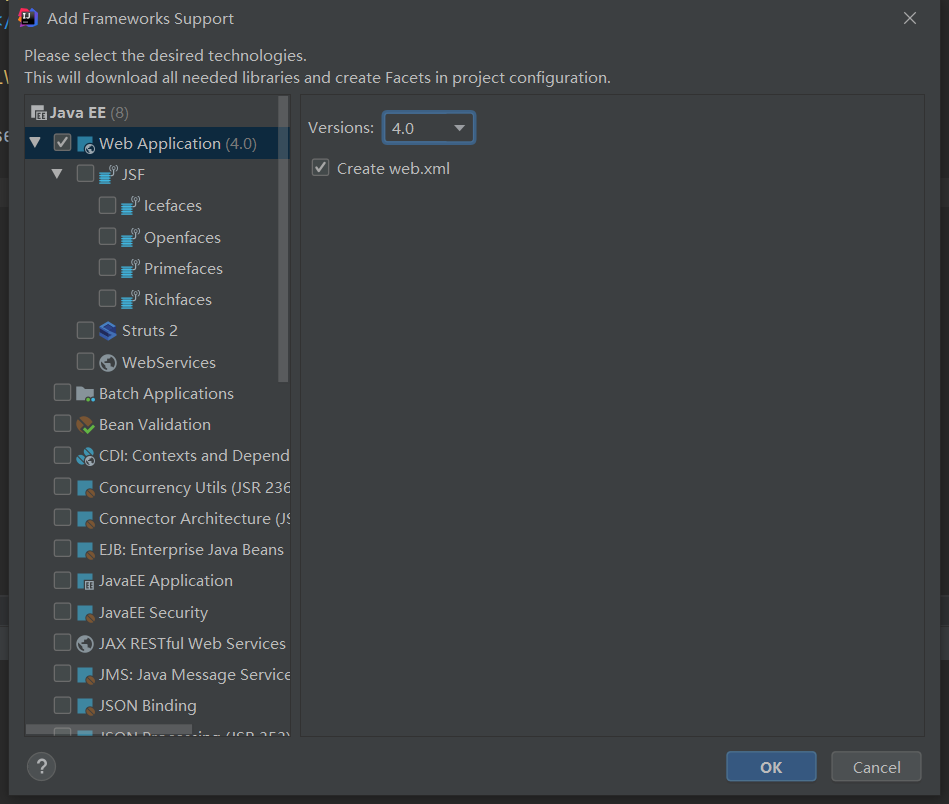 Add Frameworks Support
Please select the desired technologies.
This will download all needed libraries and create Facets in project configuration.
Java EE (8)
Web Application (4.0)
JSF
Icefaces
Openfaces
Primefaces
Richfaces
Struts 2
WebServices
Batch Applications
Bean Validation
CDI: Contexts and Depend
Concurrency Utils (JSR 236
Connector Architecture (JS
EJB: Enterprise Java Beans
JavaEE Application
JavaEE Security
JAX RESTful Web Services
JMS: Java Message Service
JSON Binding
JSON Processing (JSR 353)
Versions: 4.0
Create web.xml
?
OK
Cancel